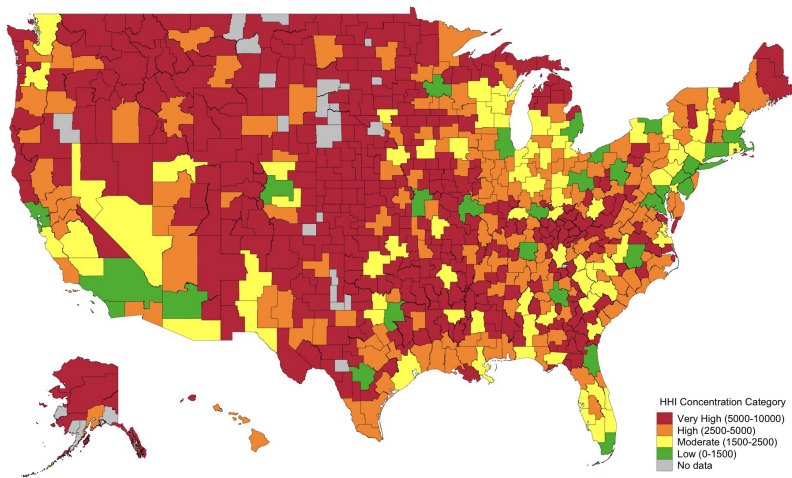 HHI Concentration Category
Very High (5000-10000)
High (2500-5000)
Moderate (1500-2500)
Low (0-1500)
No data